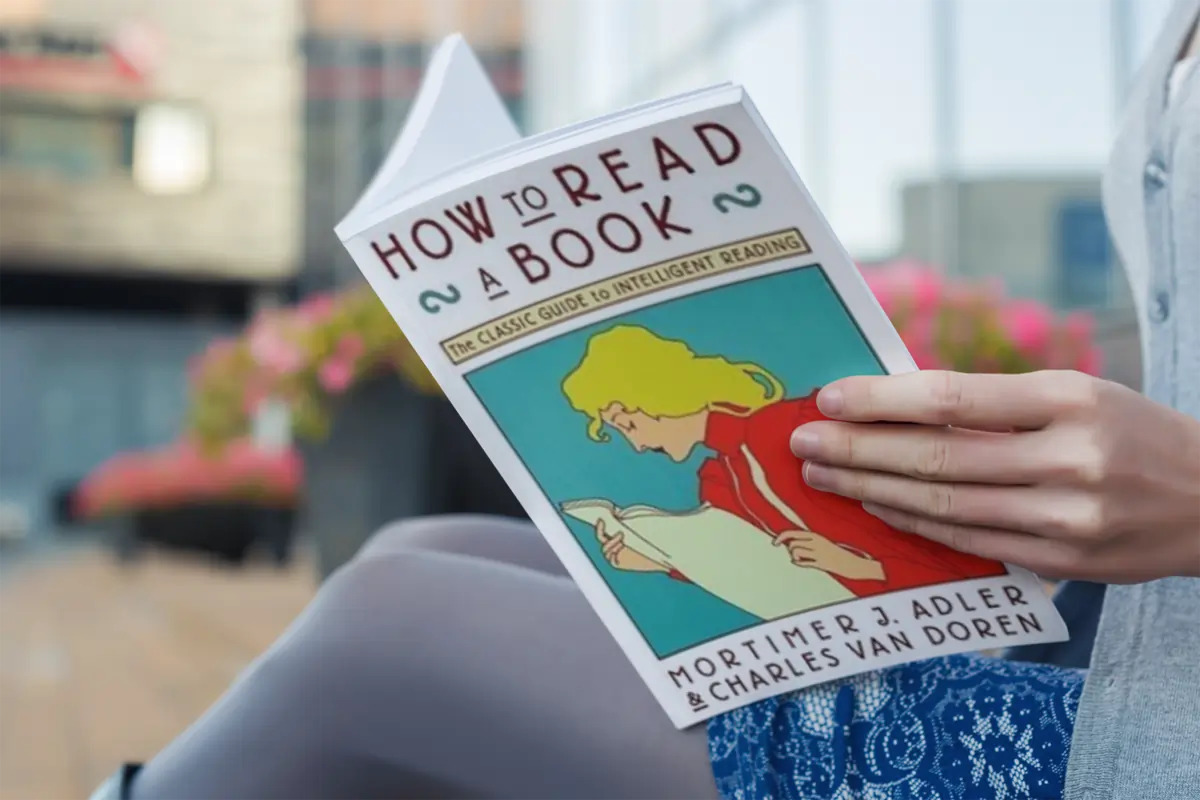 HOW TO READ
A BOOK
The CLASSIC GUIDE to INTELLIGENT READING
MORTIMER J. ADLER
& CHARLES VAN DOREN